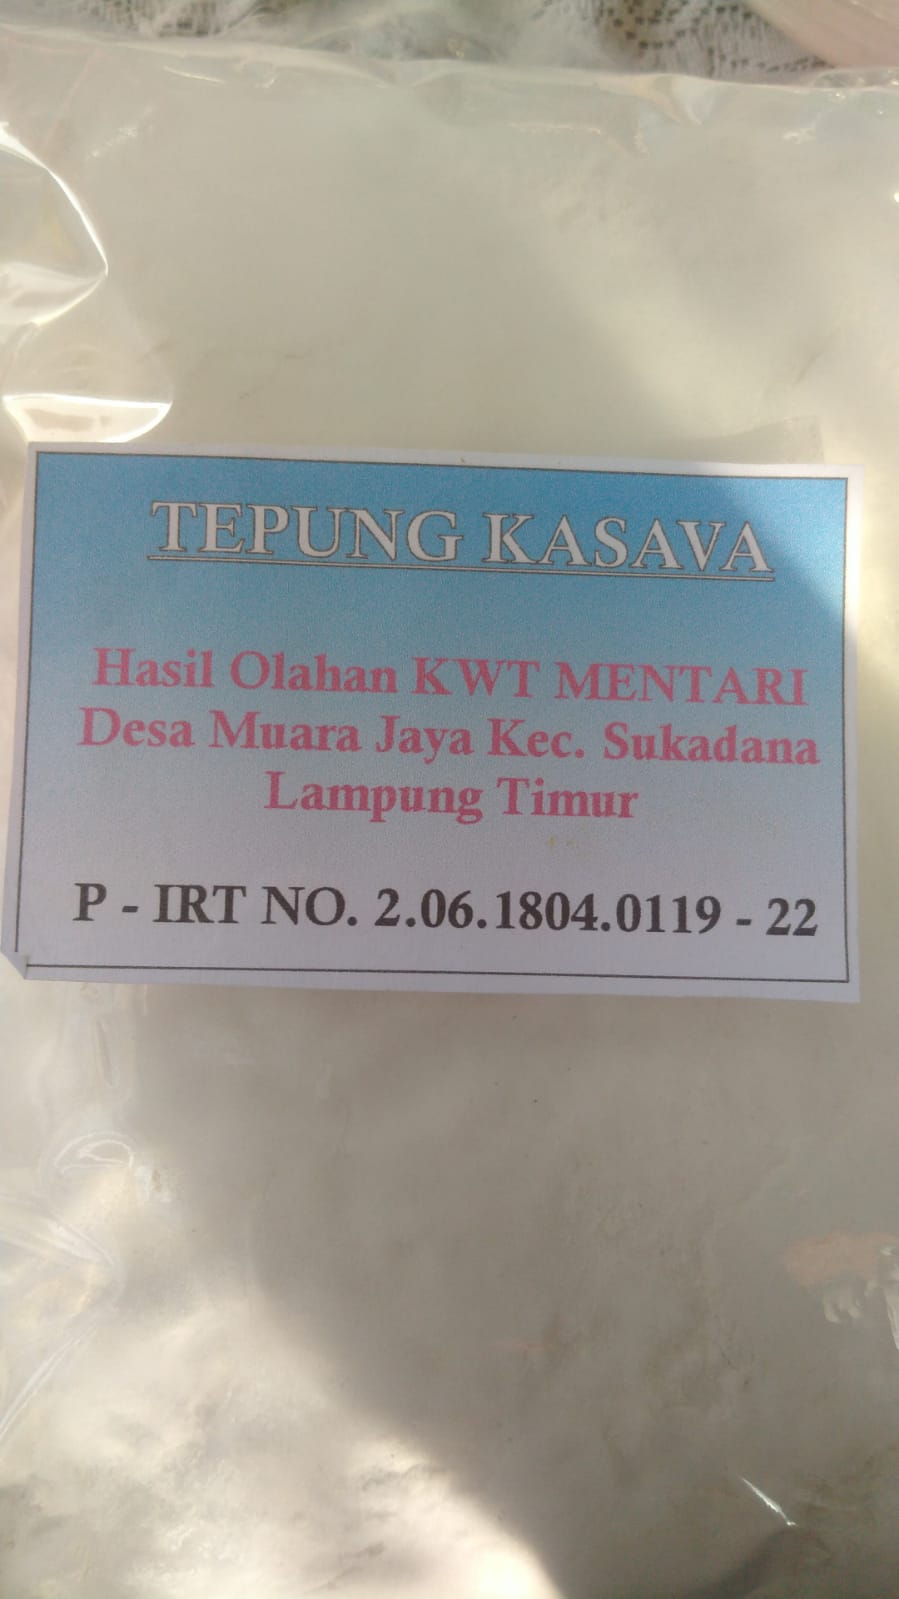 TEPUNG KASAVA
Hasil Olahan KWT MENTARI
Desa Muara Jaya Kec. Sukadana
Lampung Timur
P - IRT NO. 2.06.1804.0119 - 22